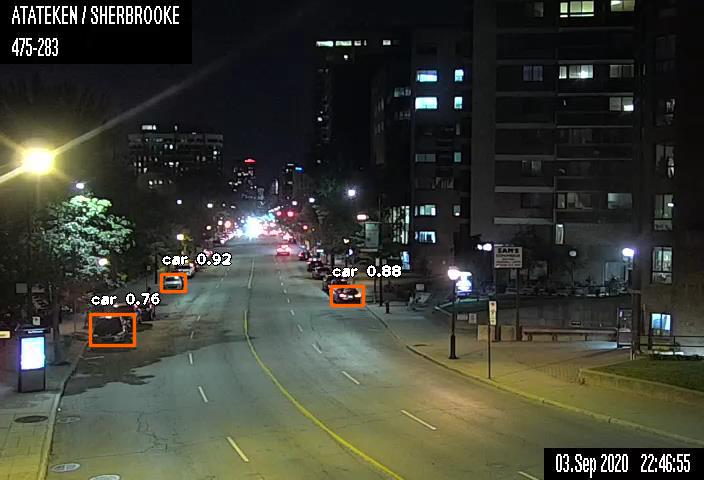 ATATEKEN / SHERBROOKE
475-283
car 0.92
car 0.88
car 0.76
03.Sep 2020 22:46:55